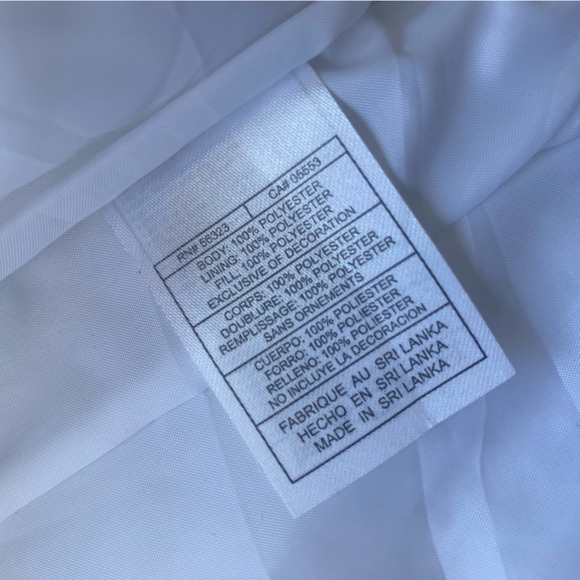 RN# 56323 CA# 05553
BODY: 100% POLYESTER
LINING: 100% POLYESTER
FILL: 100% POLYESTER
EXCLUSIVE OF DECORATION
CORPS: 100% POLYESTER
DOUBLURE: 100% POLYESTER
REMPLISSAGE: 100% POLYESTER
SANS ORNEMENTS
CUERPO: 100% POLIESTER
FORRO: 100% POLIESTER
RELLENO: 100% POLIESTER
NO INCLUYE LA DECORACION
FABRIQUE AU SRI LANKA
HECHO EN SRI LANKA
MADE IN SRI LANKA